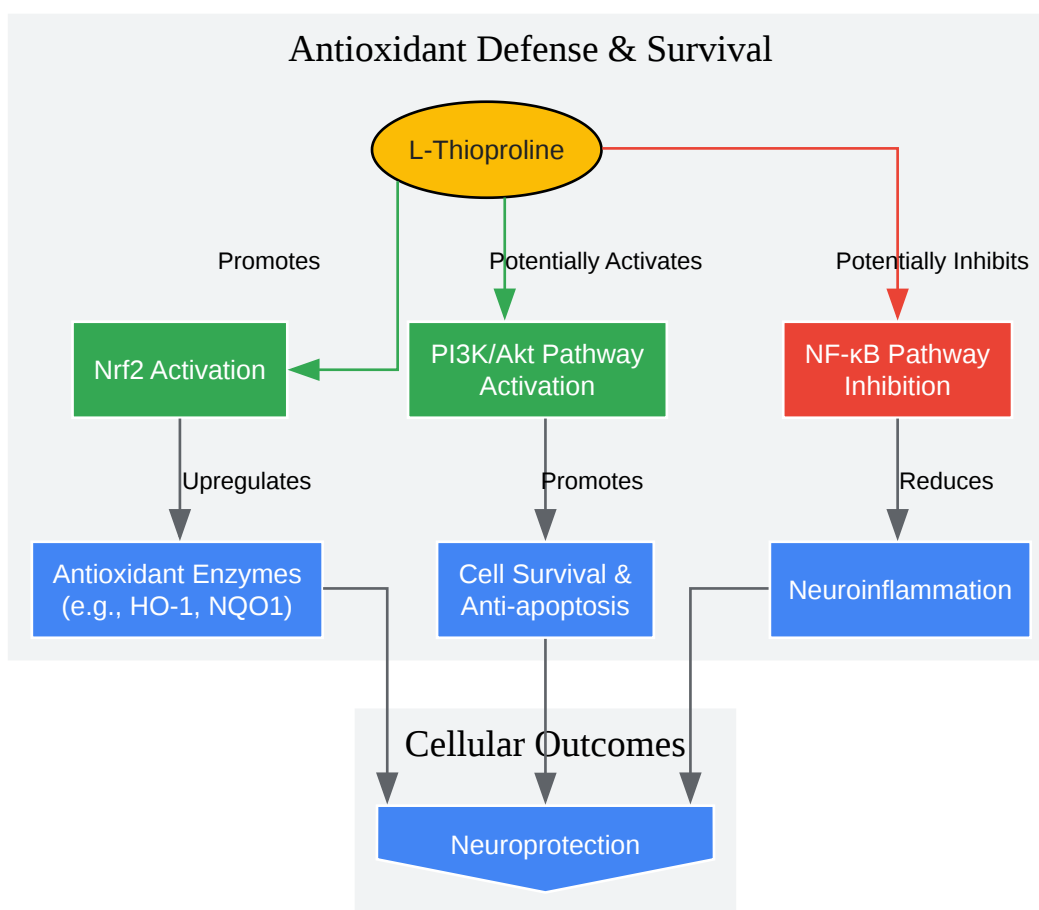 Antioxidant Defense & Survival
L-Thioproline
Promotes
Potentially Activates
Potentially Inhibits
Nrf2 Activation
PI3K/Akt Pathway
Activation
NF-κB Pathway
Inhibition
Upregulates
Promotes
Reduces
Antioxidant Enzymes
(e.g., HO-1, NQO1)
Cell Survival &
Anti-apoptosis
Neuroinflammation
Cellular Outcomes
Neuroprotection